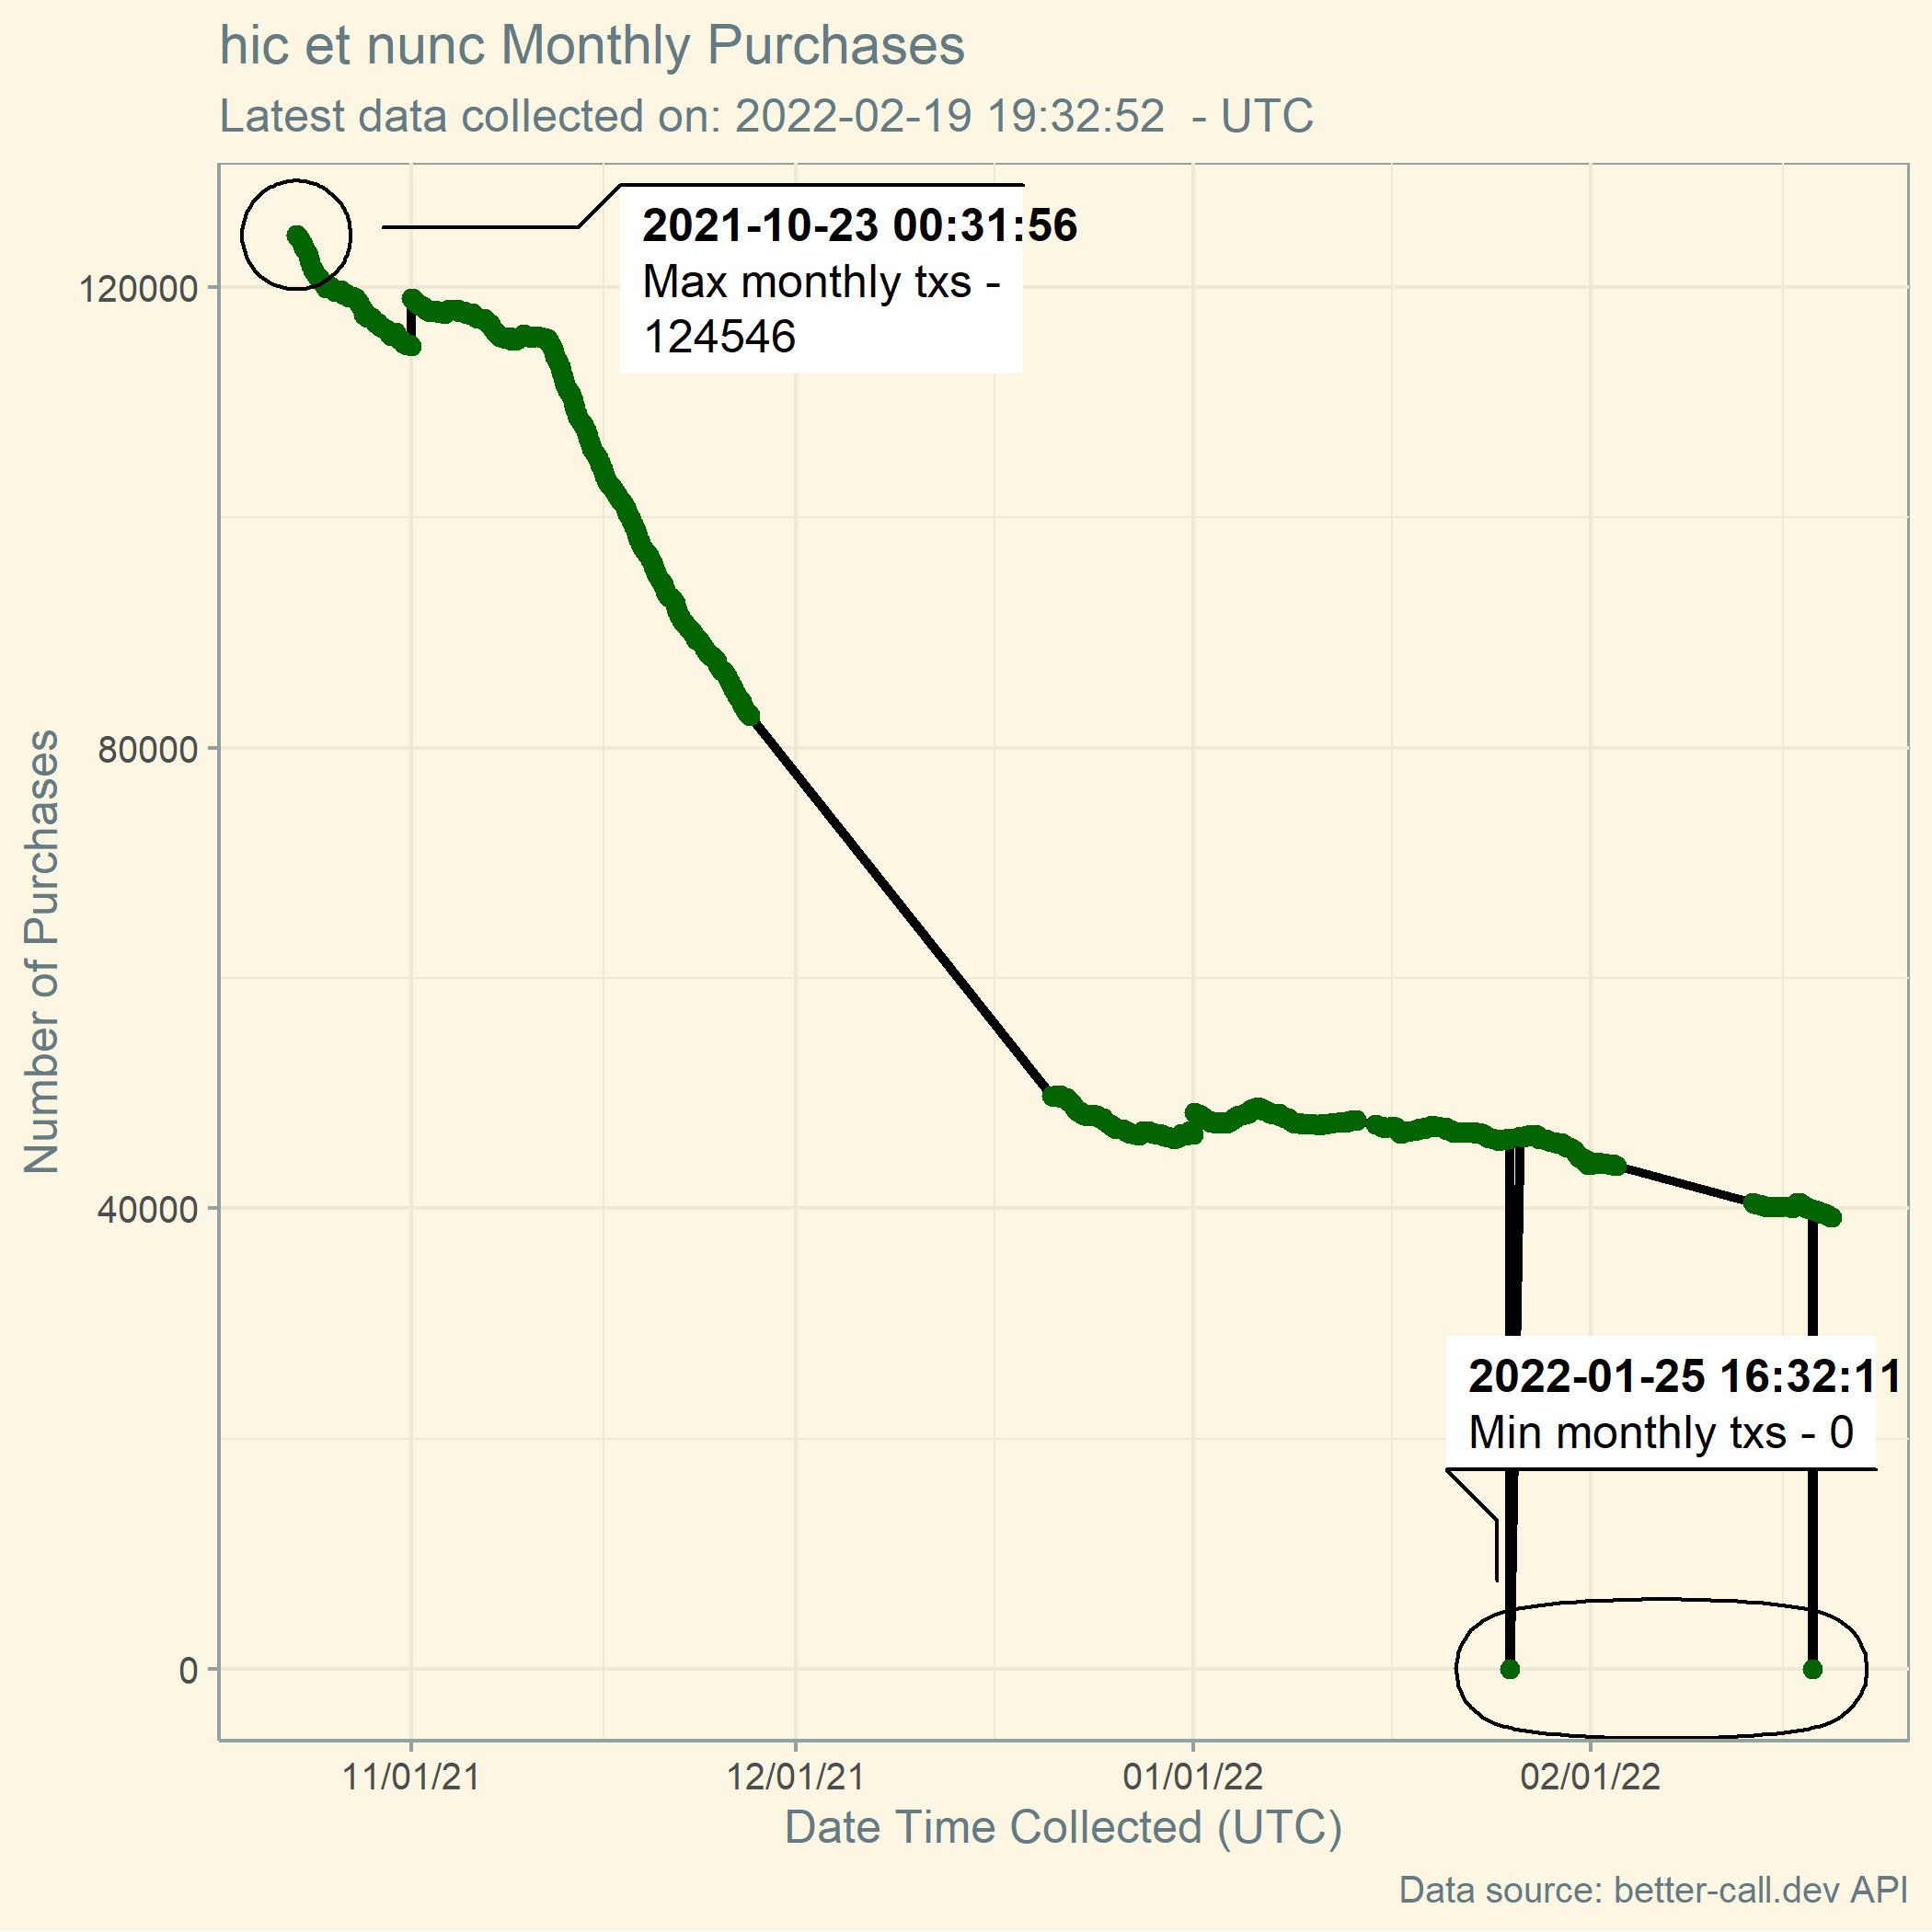 hic et nunc Monthly Purchases
Latest data collected on: 2022-02-19 19:32:52  - UTC
2021-10-23 00:31:56
Max monthly txs -
124546
120000
80000
40000
0
Number of Purchases
2022-01-25 16:32:11
Min monthly txs - 0
11/01/21 12/01/21 01/01/22 02/01/22
Date Time Collected (UTC)
Data source: better-call.dev API